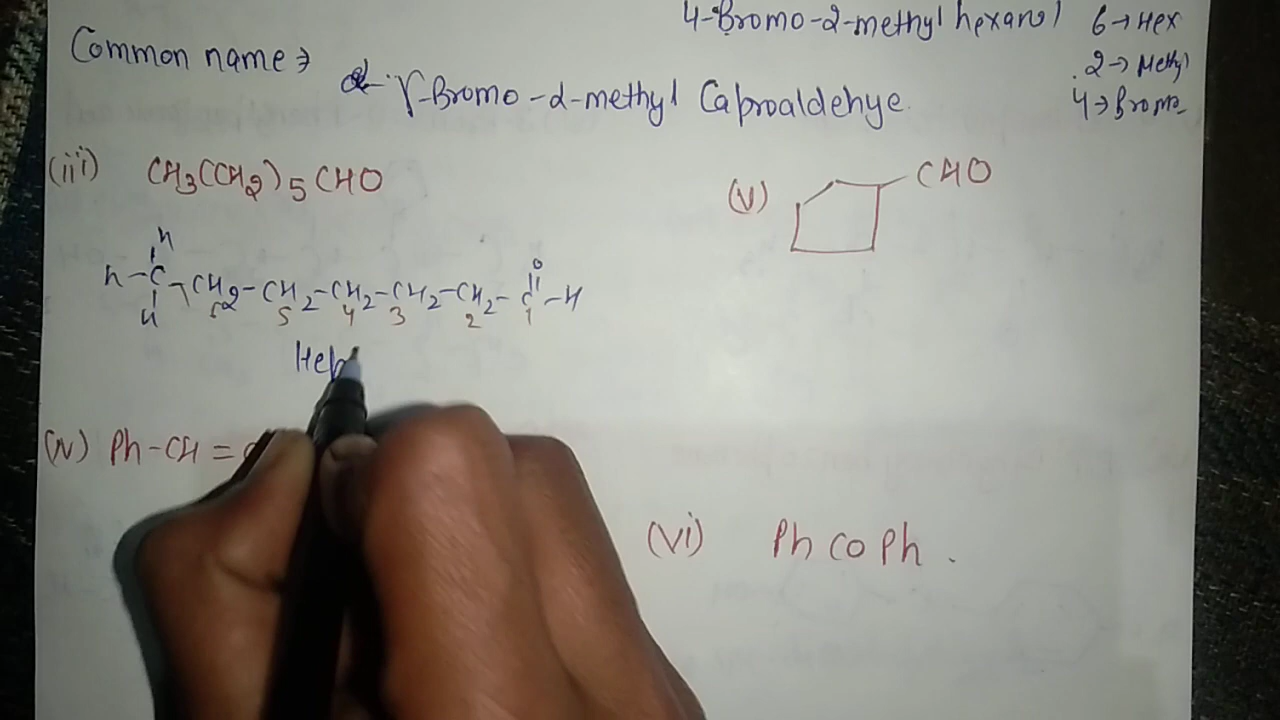 4-Bromo-2-methyl hexanol 6→Hex
2→Methyl
4→Bromo
Common name ⇒ γ-Bromo-α-methyl Caproaldehye
(iii) CH3(CH2)5CHO
(V) CHO
H O
H-C-CH2-CH2-CH2-CH2-CH2-C-H
H 6 5 4 3 2 1
Hep
(iv) Ph-CH=
(vi) Ph CO Ph.